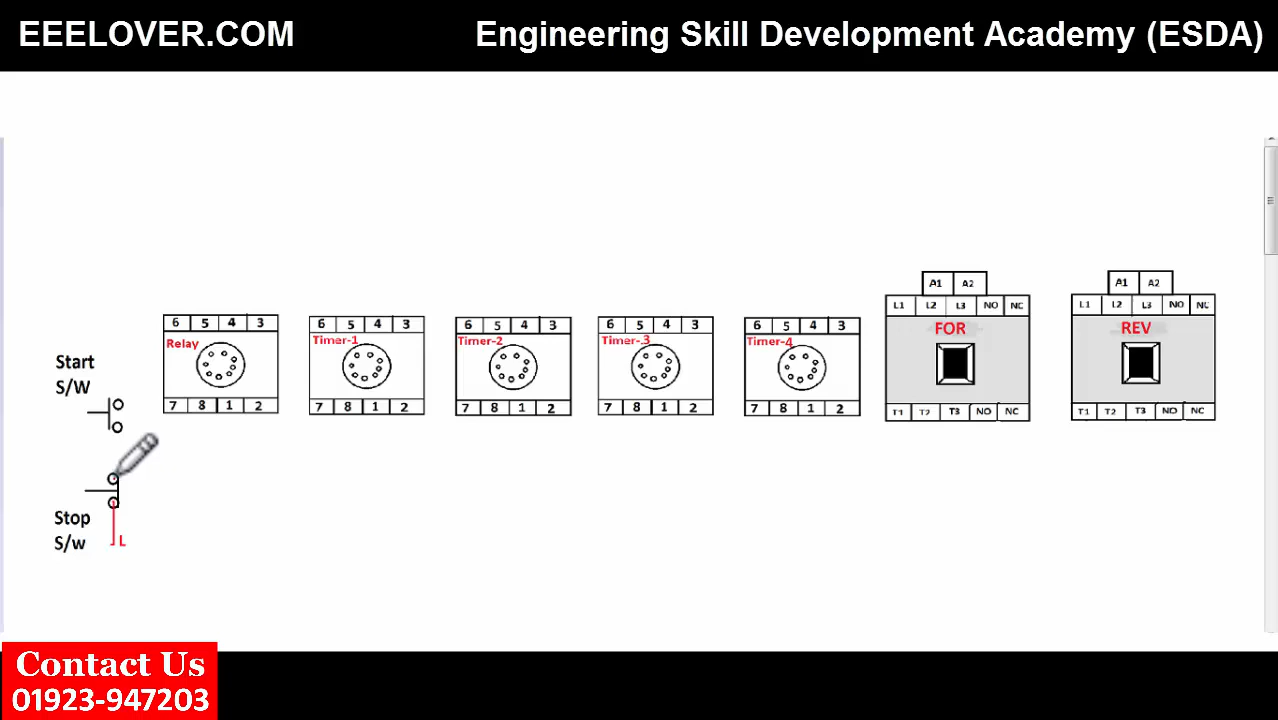 EEELOVER.COM
Engineering Skill Development Academy (ESDA)
Start
S/W
Stop
S/w
L
6 5 4 3
Relay
7 8 1 2
6 5 4 3
Timer-1
7 8 1 2
6 5 4 3
Timer-2
7 8 1 2
6 5 4 3
Timer-.3
7 8 1 2
6 5 4 3
Timer-4
7 8 1 2
A1 A2
L1 L2 L3 NO NC
FOR
T1 T2 T3 NO NC
A1 A2
L1 L2 L3 NO NC
REV
T1 T2 T3 NO NC
Contact Us
01923-947203